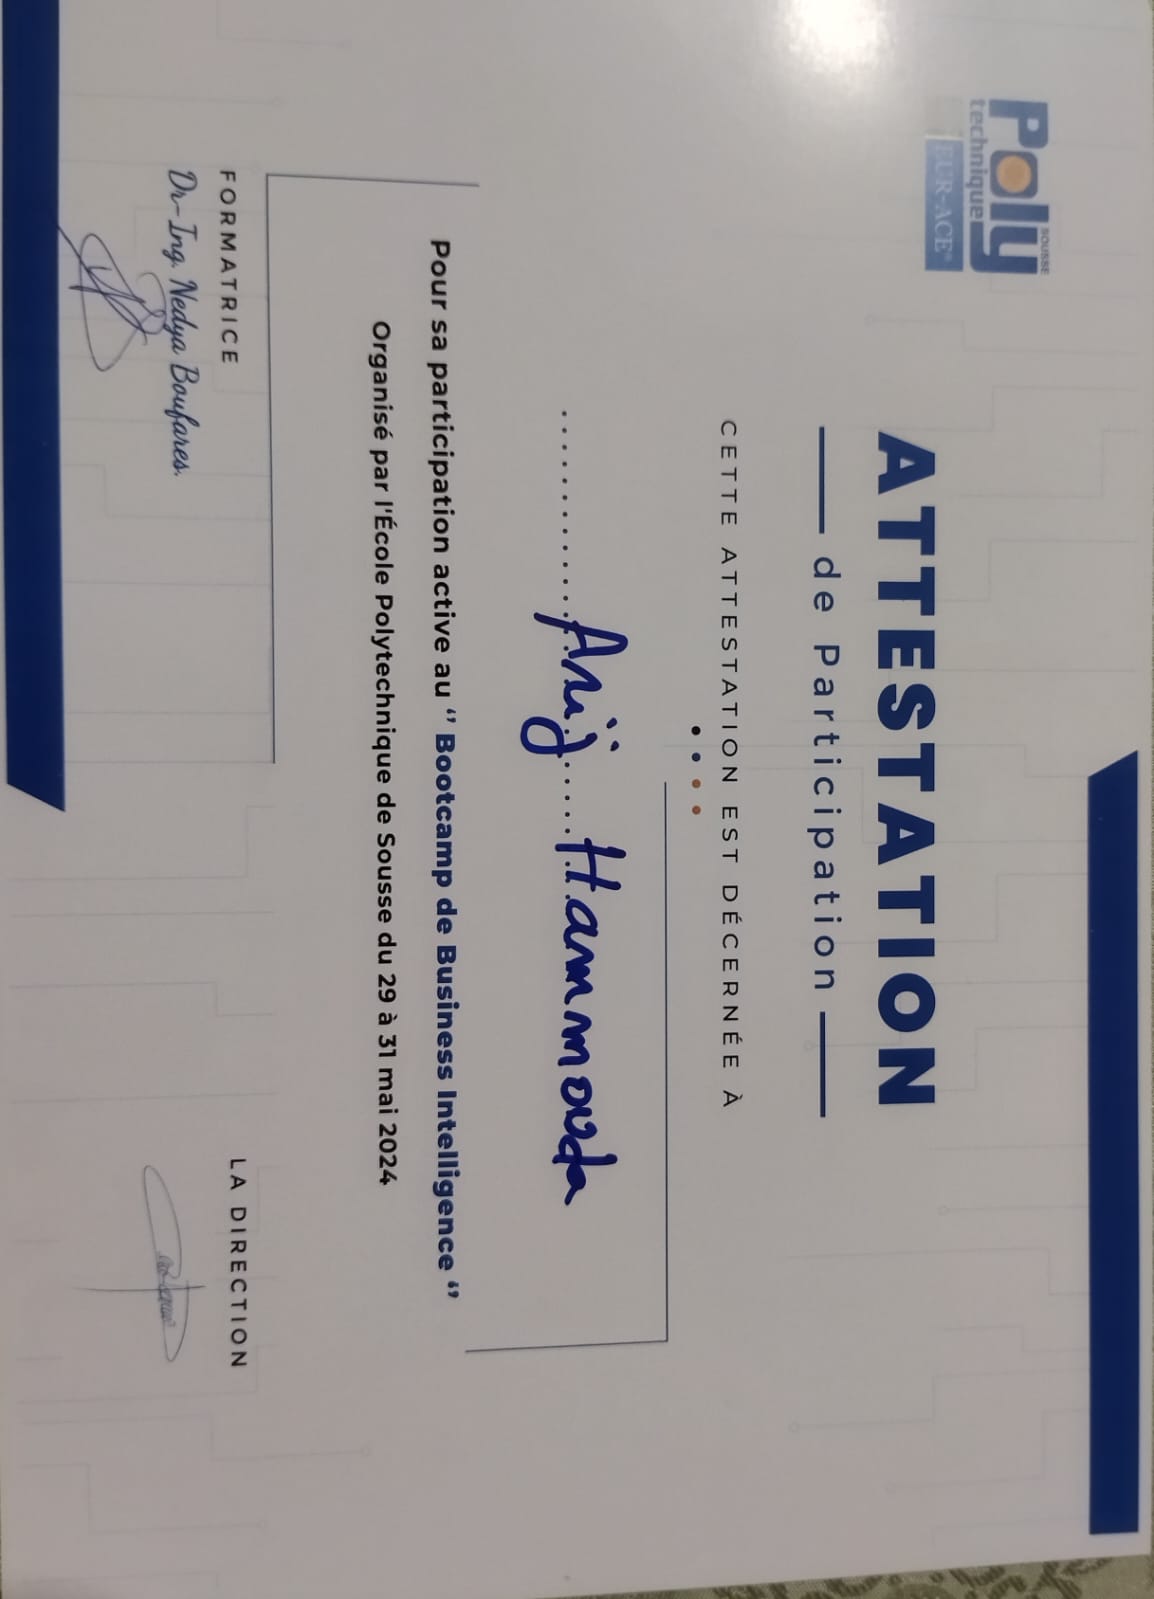 SOUSSE
Poly
technique
EUR-ACE®
ATTESTATION
de Participation
CETTE ATTESTATION EST DÉCERNÉE À
Arij Hammouda
Pour sa participation active au “ Bootcamp de Business Intelligence “
Organisé par l'École Polytechnique de Sousse du 29 à 31 mai 2024
FORMATRICE
Dr-Ing. Nedya Boufares.
LA DIRECTION